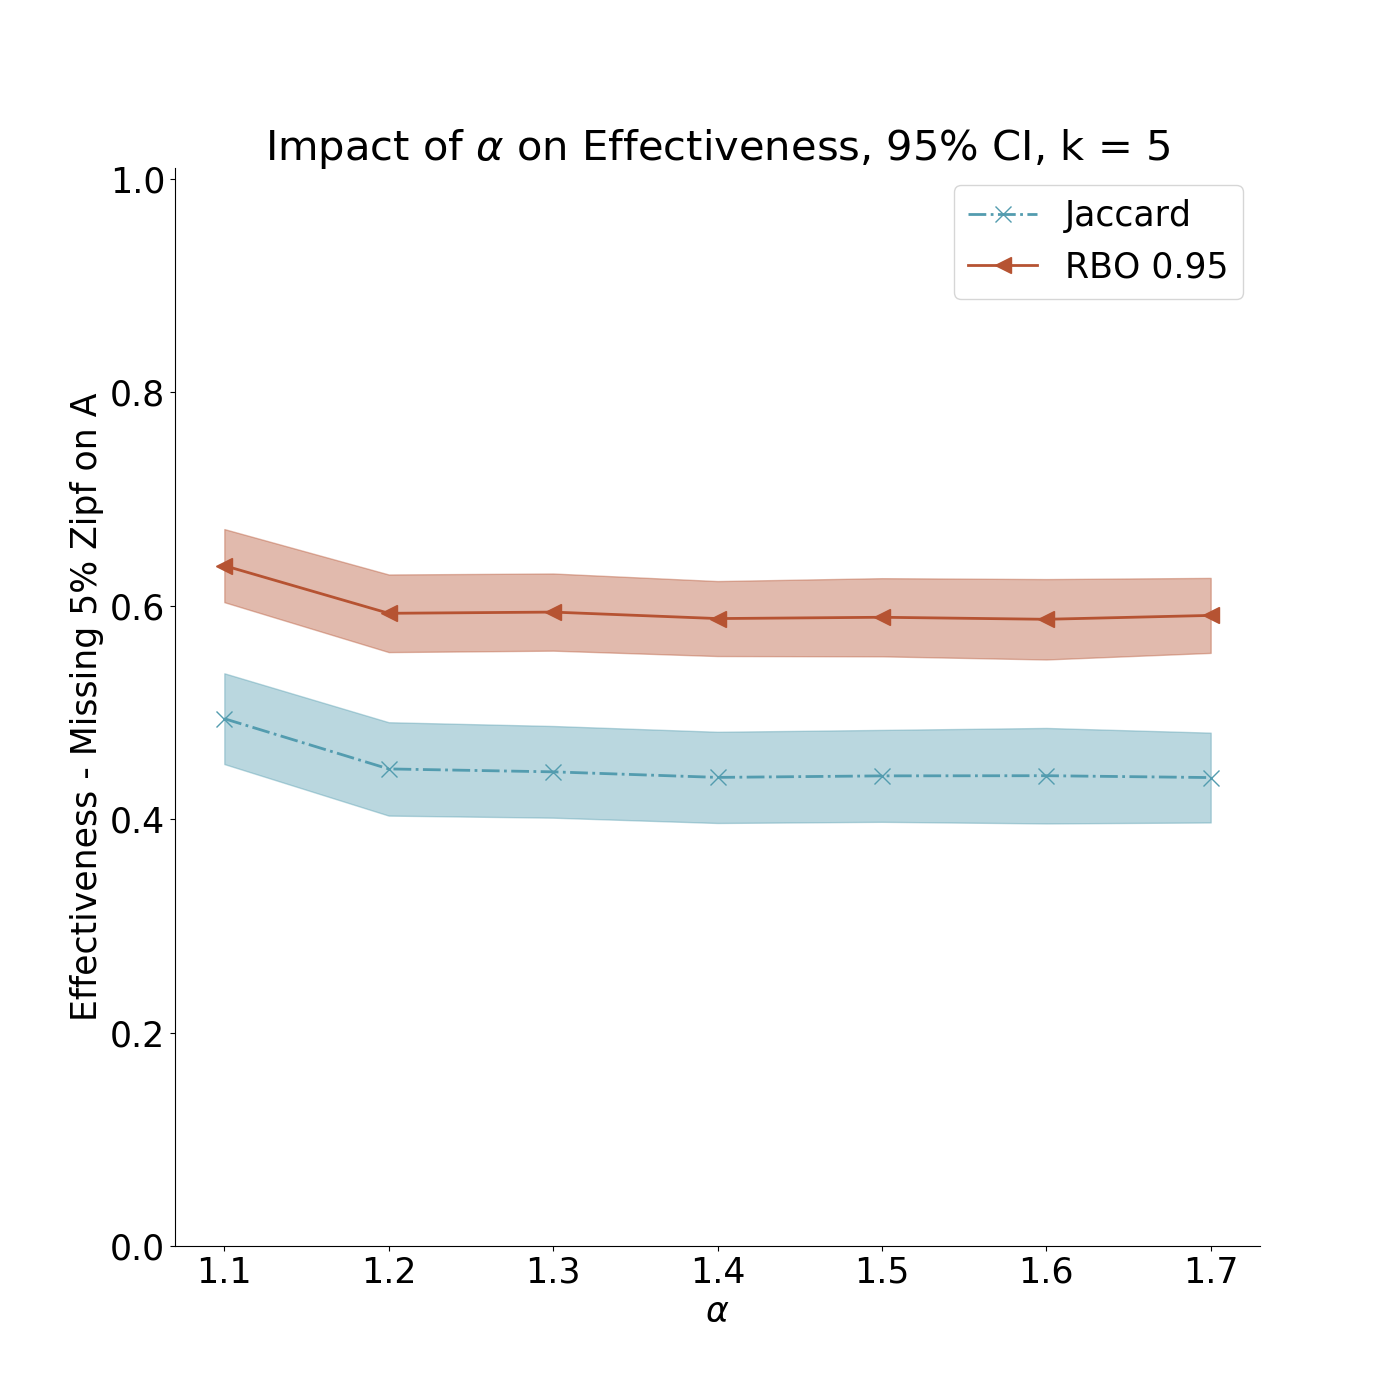 Impact of α on Effectiveness, 95% CI, k = 5
Jaccard
RBO 0.95
Effectiveness - Missing 5% Zipf on A
1.0
0.8
0.6
0.4
0.2
0.0
1.1 1.2 1.3 1.4 1.5 1.6 1.7
α